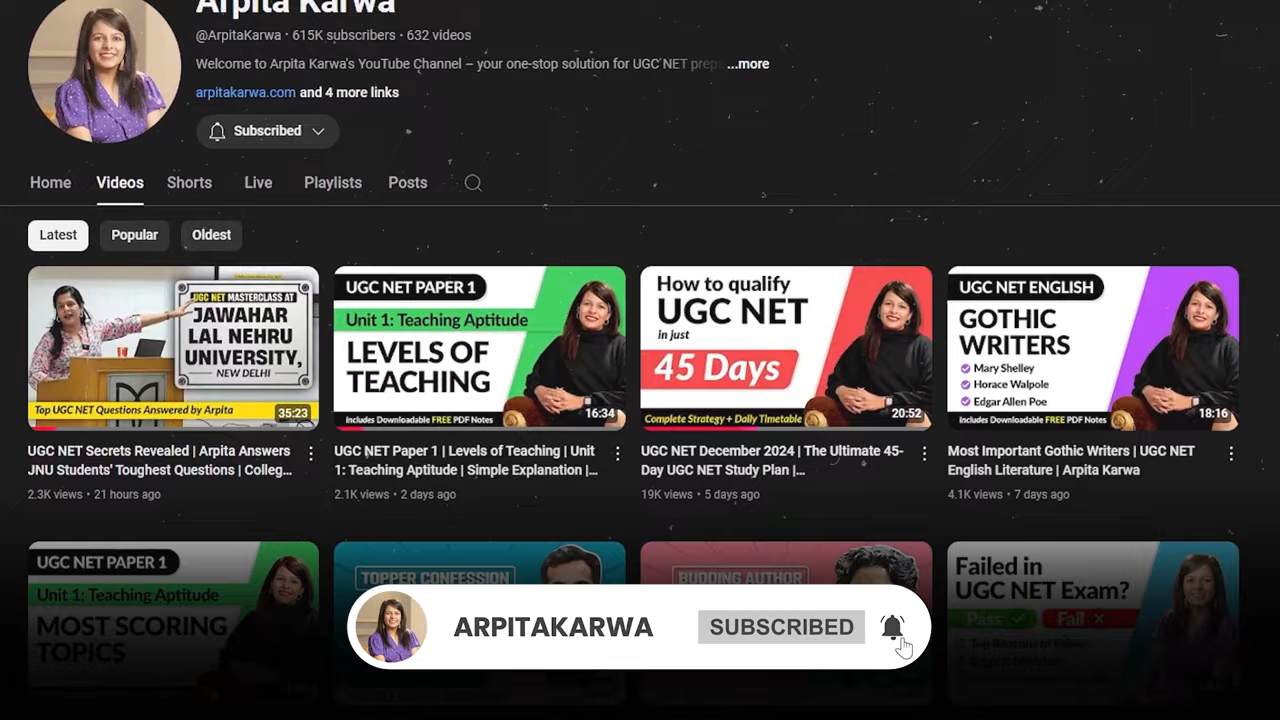 Arpita Karwa
@ArpitaKarwa · 615K subscribers · 632 videos
Welcome to Arpita Karwa's YouTube Channel – your one-stop solution for UGC NET prep ...more
arpitakarwa.com and 4 more links
Subscribed
Home Videos Shorts Live Playlists Posts
Latest Popular Oldest
UGC NET MASTERCLASS AT
JAWAHAR
LAL NEHRU
UNIVERSITY,
NEW DELHI
Top UGC NET Questions Answered by Arpita
35:23
UGC NET Secrets Revealed | Arpita Answers
JNU Students' Toughest Questions | Colleg...
2.3K views · 21 hours ago
UGC NET PAPER 1
Unit 1: Teaching Aptitude
LEVELS OF
TEACHING
Includes Downloadable FREE PDF Notes
16:34
UGC NET Paper 1 | Levels of Teaching | Unit
1: Teaching Aptitude | Simple Explanation |...
2.1K views · 2 days ago
How to qualify
UGC NET
in just
45 Days
Complete Strategy + Daily Timetable
20:52
UGC NET December 2024 | The Ultimate 45-
Day UGC NET Study Plan |...
19K views · 5 days ago
UGC NET ENGLISH
GOTHIC
WRITERS
Mary Shelley
Horace Walpole
Edgar Allen Poe
Includes Downloadable FREE PDF Notes
18:16
Most Important Gothic Writers | UGC NET
English Literature | Arpita Karwa
4.1K views · 7 days ago
UGC NET PAPER 1
Unit 1: Teaching Aptitude
MOST SCORING
TOPICS
TOPPER CONFESSION
BUDDING AUTHOR
Failed in
UGC NET Exam?
Pass Fail
ARPITAKARWA
SUBSCRIBED